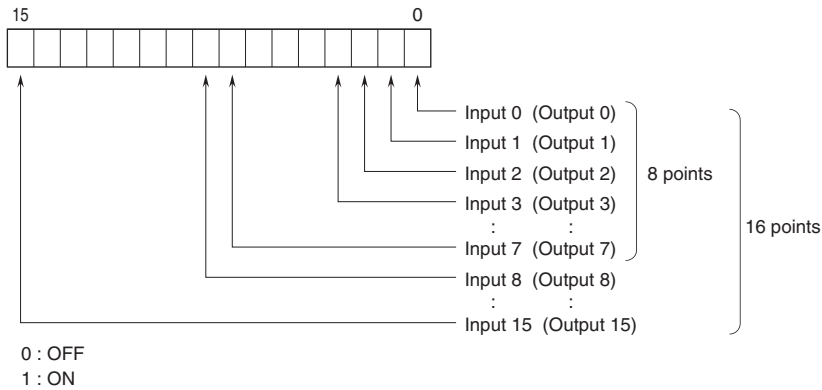 15 0
Input 0 (Output 0)
Input 1 (Output 1)
Input 2 (Output 2)
8 points
Input 3 (Output 3)
: :
16 points
Input 7 (Output 7)
Input 8 (Output 8)
: :
Input 15 (Output 15)
0 : OFF
1 : ON